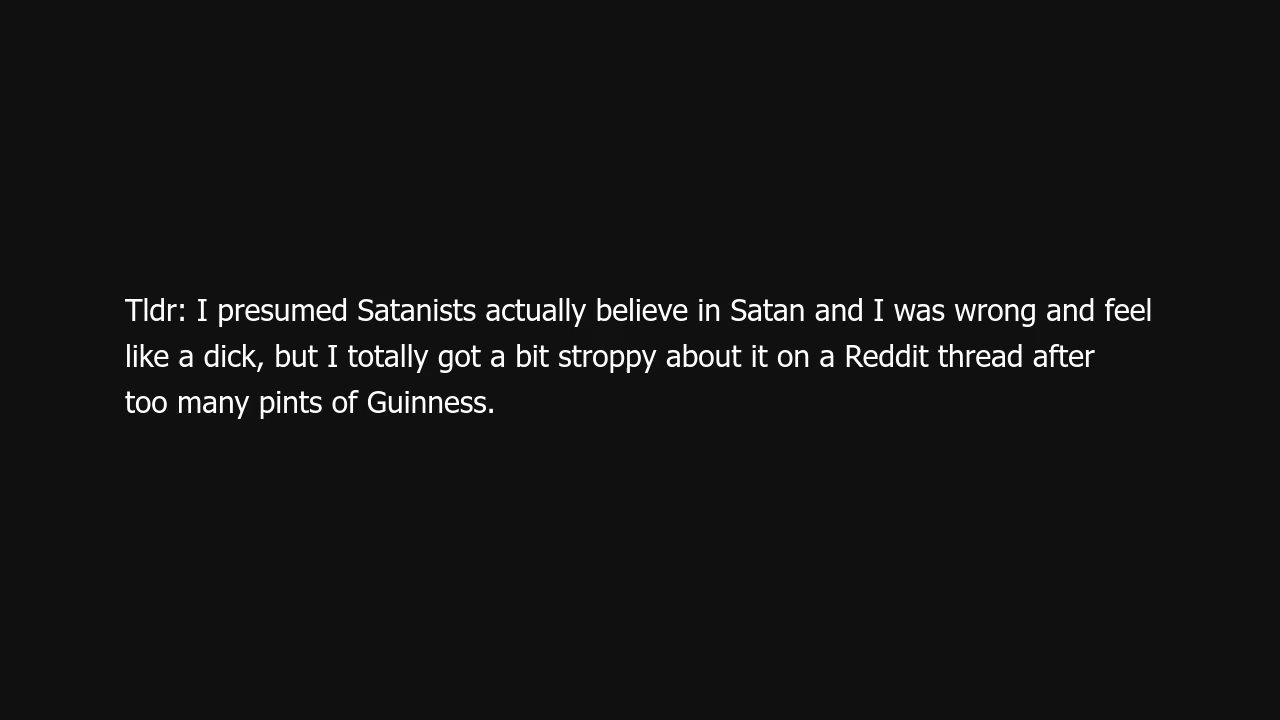 Tldr: I presumed Satanists actually believe in Satan and I was wrong and feel
like a dick, but I totally got a bit stroppy about it on a Reddit thread after
too many pints of Guinness.